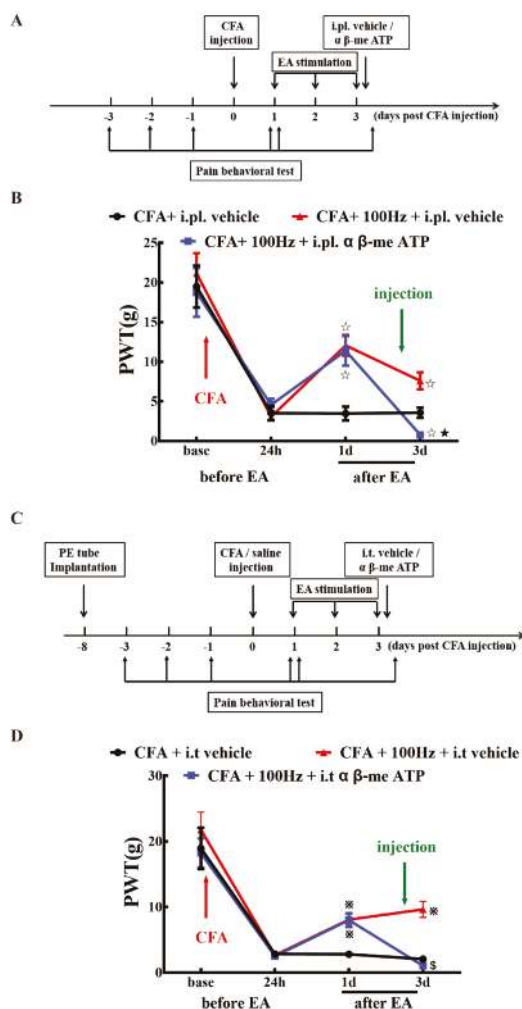 A
CFA
injection
i.pl. vehicle /
α β-me ATP
EA stimulation
-3 -2 -1 0 1 2 3 (days post CFA injection)
Pain behavioral test
B
CFA+ i.pl. vehicle CFA+ 100Hz + i.pl. vehicle
CFA+ 100Hz + i.pl. α β-me ATP
PWT(g)
25
20
15
10
5
0
CFA
injection
☆
☆
☆
☆ ★
base 24h 1d 3d
before EA after EA
C
PE tube
Implantation
CFA / saline
injection
i.t. vehicle /
α β-me ATP
EA stimulation
-8 -3 -2 -1 0 1 2 3 (days post CFA injection)
Pain behavioral test
D
CFA + i.t vehicle CFA + 100Hz + i.t vehicle
CFA + 100Hz + i.t α β-me ATP
PWT(g)
30
20
10
0
CFA
injection
※
※
※
$
base 24h 1d 3d
before EA after EA